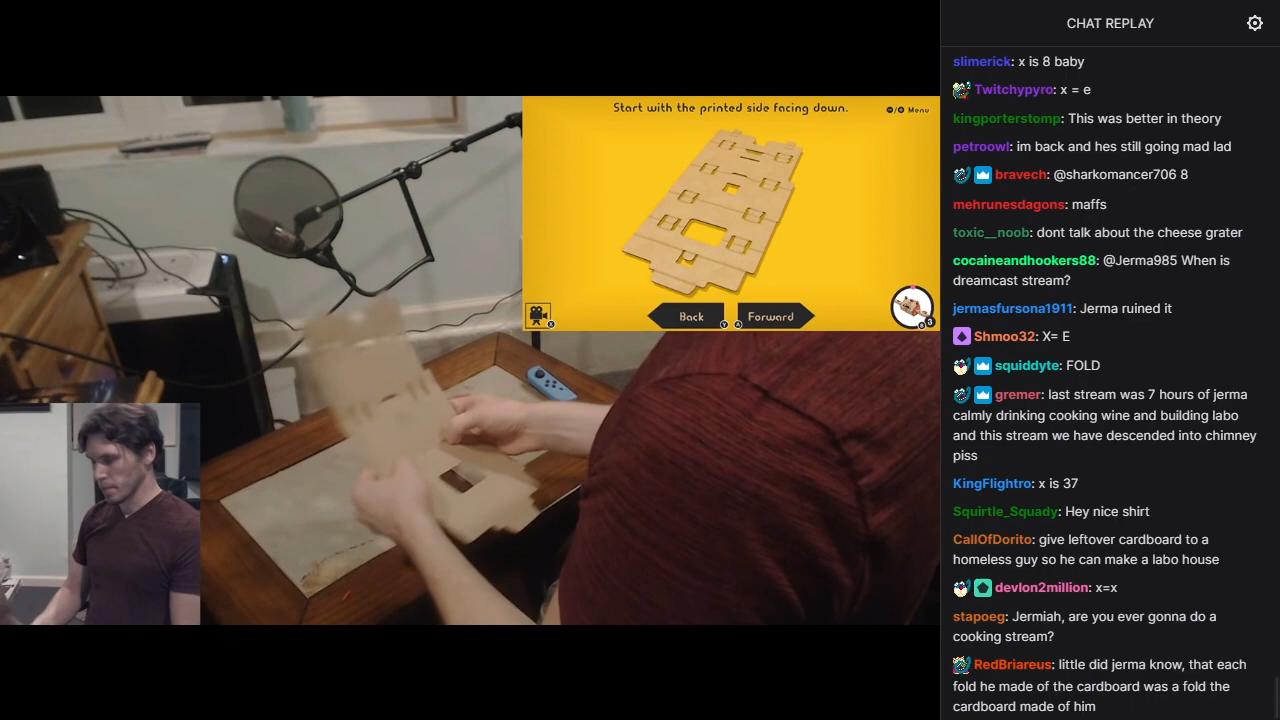 Start with the printed side facing down.
Menu
Back
Forward
CHAT REPLAY
slimerick: x is 8 baby
Twitchypyro: x = e
kingporterstomp: This was better in theory
petroowl: im back and hes still going mad lad
bravech: @sharkomancer706 8
mehrunesdagons: maffs
toxic__noob: dont talk about the cheese grater
cocaineandhookers88: @Jerma985 When is
dreamcast stream?
jermasfursona1911: Jerma ruined it
Shmoo32: X= E
squiddyte: FOLD
gremer: last stream was 7 hours of jerma
calmly drinking cooking wine and building labo
and this stream we have descended into chimney
piss
KingFlightro: x is 37
Squirtle_Squady: Hey nice shirt
CallOfDorito: give leftover cardboard to a
homeless guy so he can make a labo house
devlon2million: x=x
stapoeg: Jermiah, are you ever gonna do a
cooking stream?
RedBriareus: little did jerma know, that each
fold he made of the cardboard was a fold the
cardboard made of him